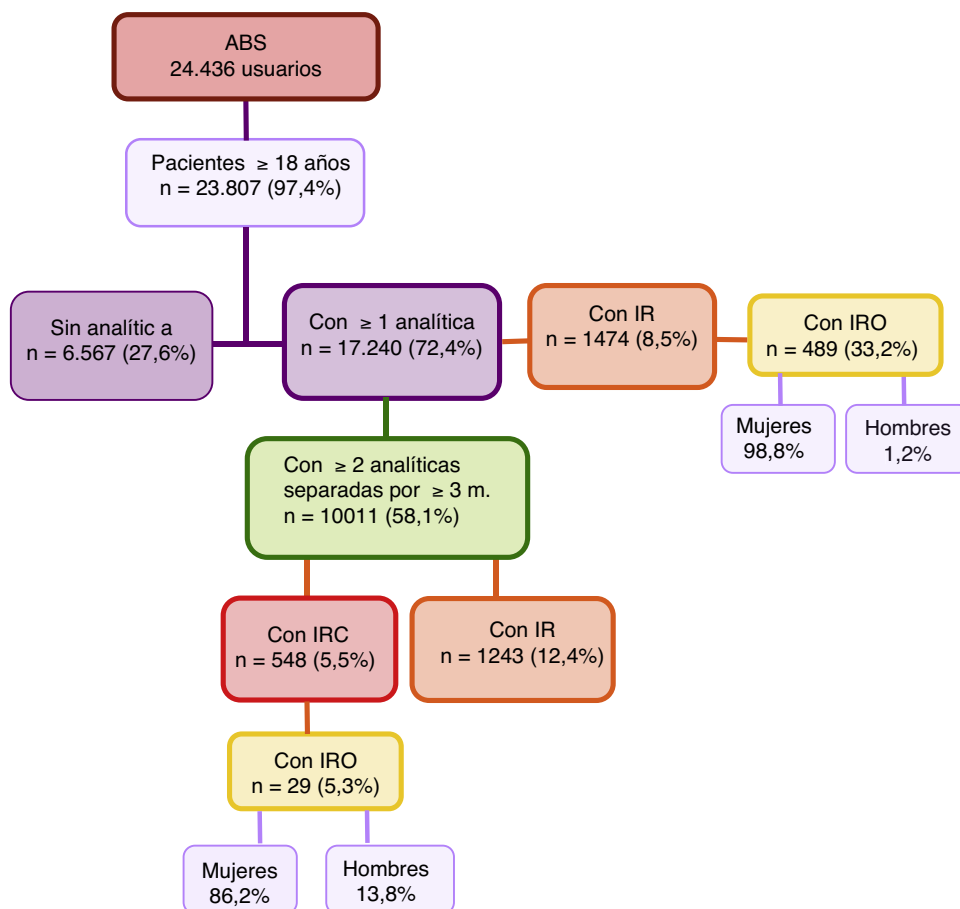 ABS
24.436 usuarios
Pacientes ≥ 18 años
n = 23.807 (97,4%)
Sin analític a
n = 6.567 (27,6%)
Con ≥ 1 analítica
n = 17.240 (72,4%)
Con IR
n = 1474 (8,5%)
Con IRO
n = 489 (33,2%)
Mujeres
98,8%
Hombres
1,2%
Con ≥ 2 analíticas
separadas por ≥ 3 m.
n = 10011 (58,1%)
Con IRC
n = 548 (5,5%)
Con IR
n = 1243 (12,4%)
Con IRO
n = 29 (5,3%)
Mujeres
86,2%
Hombres
13,8%